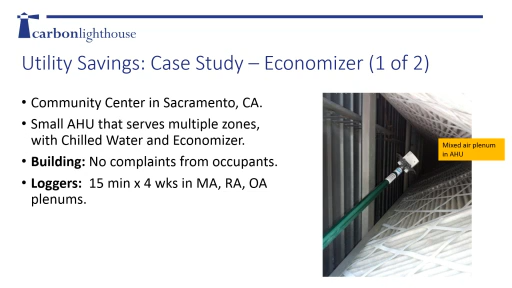 carbonlighthouse
Utility Savings: Case Study – Economizer (1 of 2)
• Community Center in Sacramento, CA.
• Small AHU that serves multiple zones,
with Chilled Water and Economizer.
• Building: No complaints from occupants.
• Loggers: 15 min x 4 wks in MA, RA, OA
plenums.
Mixed air plenum
in AHU